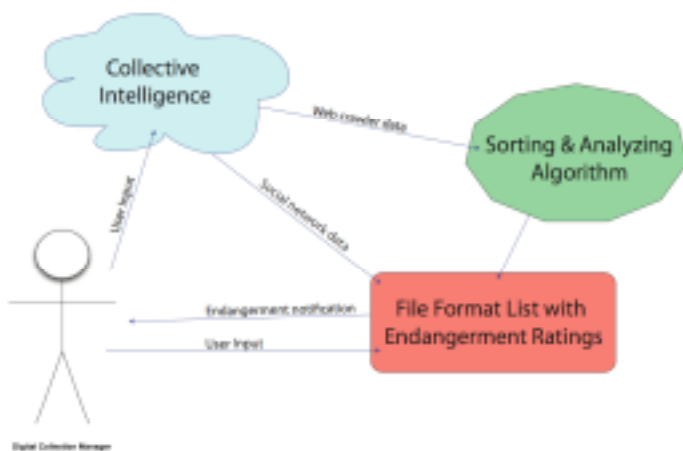 Collective
Intelligence
Web crawler data
Sorting & Analyzing
Algorithm
User Input
Social network data
Endangerment notification
File Format List with
Endangerment Ratings
User Input
Digital Collection Manager